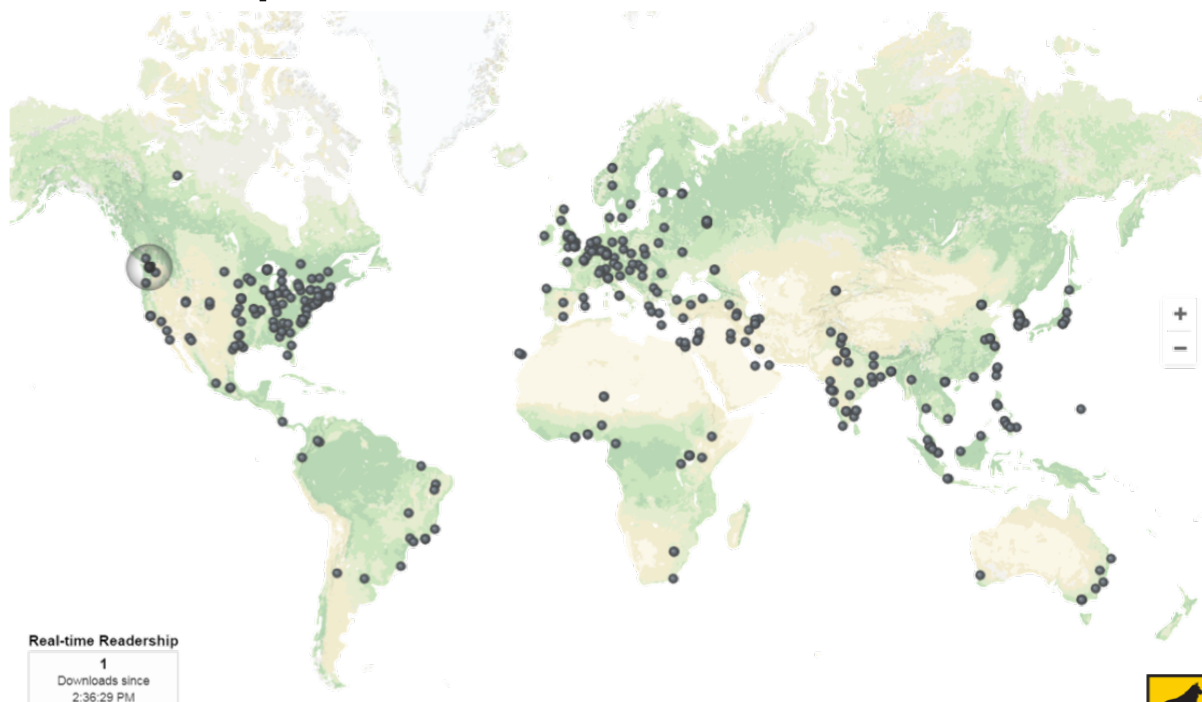 +
−
Real-time Readership
1
Downloads since
2:36:29 PM